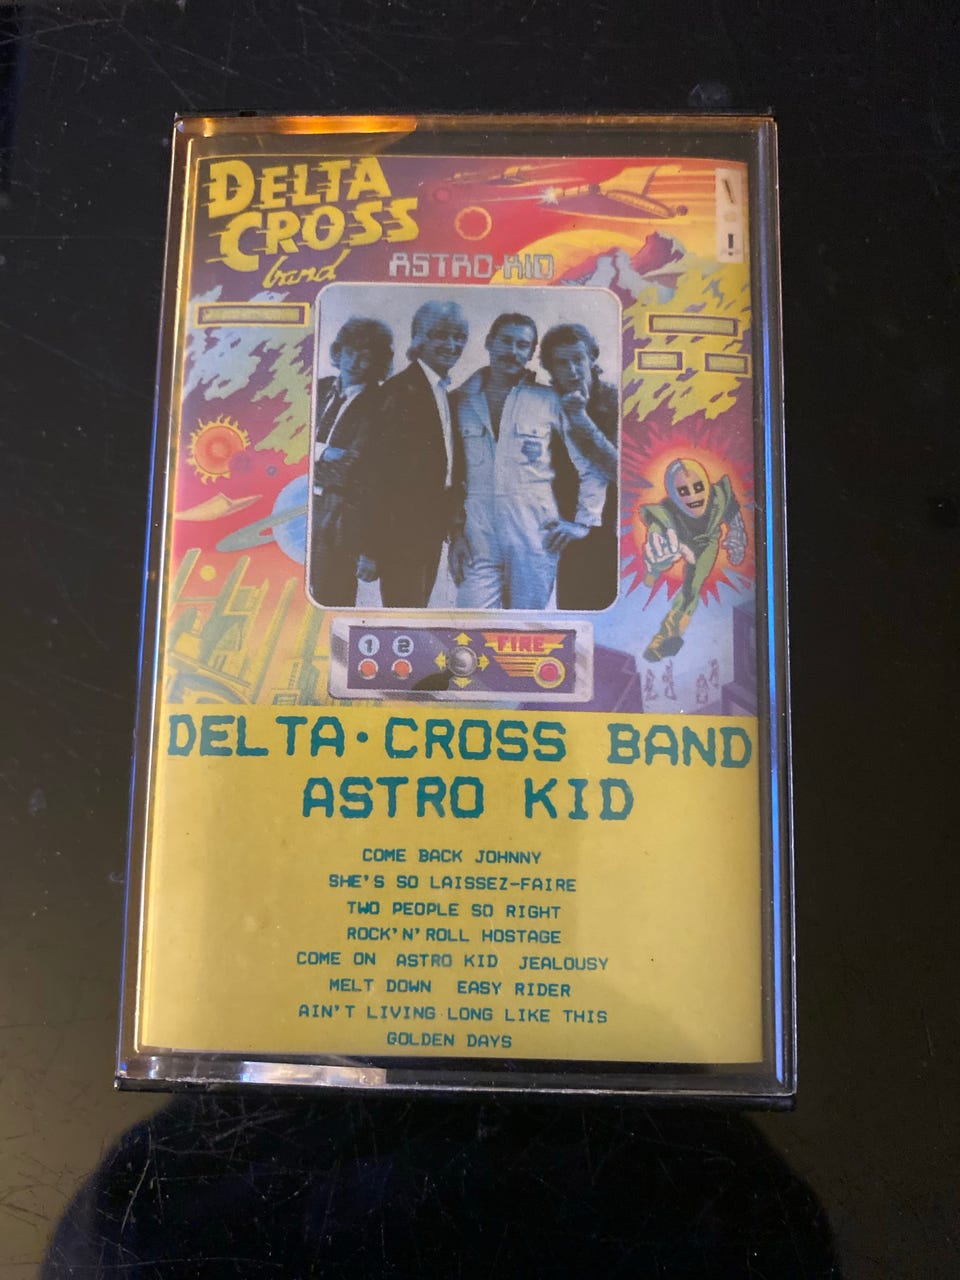 DELTA
CROSS
band
ASTRO-KID
1 2
FIRE
DELTA·CROSS BAND
ASTRO KID
COME BACK JOHNNY
SHE'S SO LAISSEZ-FAIRE
TWO PEOPLE SO RIGHT
ROCK'N'ROLL HOSTAGE
COME ON ASTRO KID JEALOUSY
MELT DOWN EASY RIDER
AIN'T LIVING LONG LIKE THIS
GOLDEN DAYS